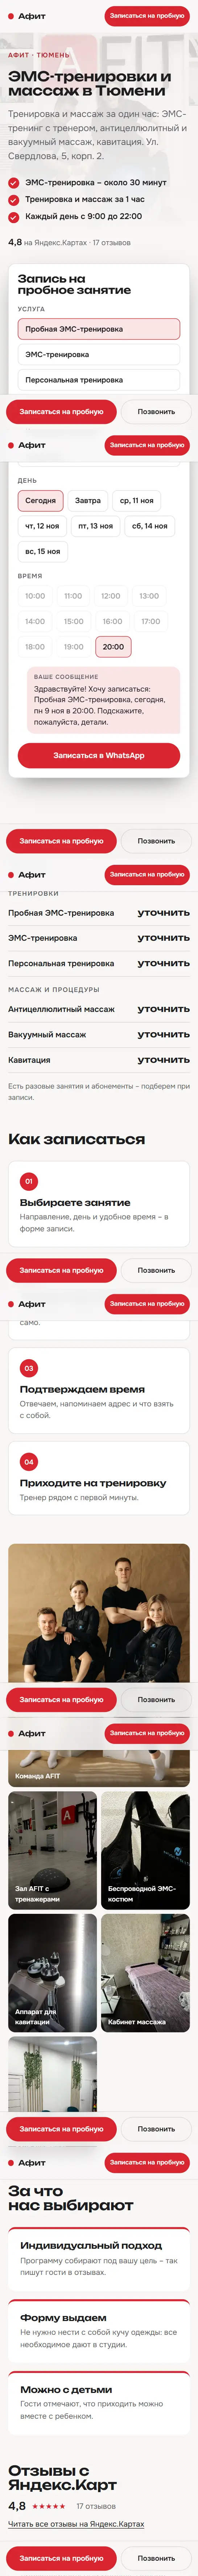 Афит
Записаться на пробную
АФИТ · ТЮМЕНЬ
ЭМС-тренировки и
массаж в Тюмени
Тренировка и массаж за один час: ЭМС-
тренинг с тренером, антицеллюлитный и
вакуумный массаж, кавитация. Ул.
Свердлова, 5, корп. 2.
ЭМС-тренировка – около 30 минут
Тренировка и массаж за 1 час
Каждый день с 9:00 до 22:00
4,8 на Яндекс.Картах · 17 отзывов
Запись на
пробное занятие
УСЛУГА
Пробная ЭМС-тренировка
ЭМС-тренировка
Персональная тренировка
Записаться на пробную
Позвонить
Афит
Записаться на пробную
ДЕНЬ
Сегодня
Завтра
ср, 11 ноя
чт, 12 ноя
пт, 13 ноя
сб, 14 ноя
вс, 15 ноя
ВРЕМЯ
10:00
11:00
12:00
13:00
14:00
15:00
16:00
17:00
18:00
19:00
20:00
ВАШЕ СООБЩЕНИЕ
Здравствуйте! Хочу записаться:
Пробная ЭМС-тренировка, сегодня,
пн 9 ноя в 20:00. Подскажите,
пожалуйста, детали.
Записаться в WhatsApp
Записаться на пробную
Позвонить
Афит
Записаться на пробную
ТРЕНИРОВКИ
Пробная ЭМС-тренировка
уточнить
ЭМС-тренировка
уточнить
Персональная тренировка
уточнить
МАССАЖ И ПРОЦЕДУРЫ
Антицеллюлитный массаж
уточнить
Вакуумный массаж
уточнить
Кавитация
уточнить
Есть разовые занятия и абонементы – подберем при
записи.
Как записаться
01
Выбираете занятие
Направление, день и удобное время – в
форме записи.
Записаться на пробную
Позвонить
Афит
Записаться на пробную
само.
03
Подтверждаем время
Отвечаем, напоминаем адрес и что взять
с собой.
04
Приходите на тренировку
Тренер рядом с первой минуты.
Записаться на пробную
Позвонить
Афит
Записаться на пробную
Команда AFIT
Зал AFIT с
тренажерами
Беспроводной ЭМС-
костюм
Аппарат для
кавитации
Кабинет массажа
Записаться на пробную
Позвонить
Афит
Записаться на пробную
За что
нас выбирают
Индивидуальный подход
Программу собирают под вашу цель – так
пишут гости в отзывах.
Форму выдаем
Не нужно нести с собой кучу одежды: все
необходимое дают в студии.
Можно с детьми
Гости отмечают, что приходить можно
вместе с ребенком.
Отзывы с
Яндекс.Карт
4,8 ★★★★★ 17 отзывов
Читать все отзывы на Яндекс.Картах
Записаться на пробную
Позвонить